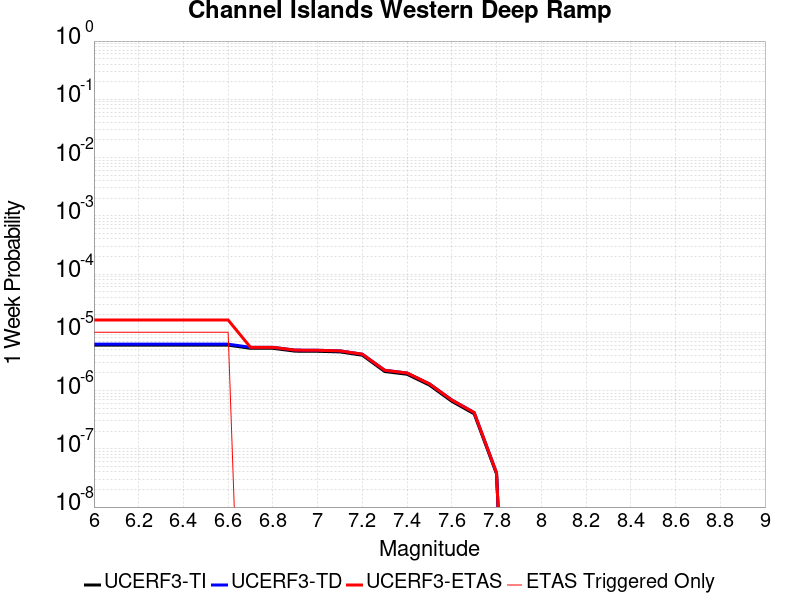 Channel Islands Western Deep Ramp
10^0
10^-1
10^-2
10^-3
10^-4
10^-5
10^-6
10^-7
10^-8
1 Week Probability
6 6.2 6.4 6.6 6.8 7 7.2 7.4 7.6 7.8 8 8.2 8.4 8.6 8.8 9
Magnitude
UCERF3-TI UCERF3-TD UCERF3-ETAS ETAS Triggered Only